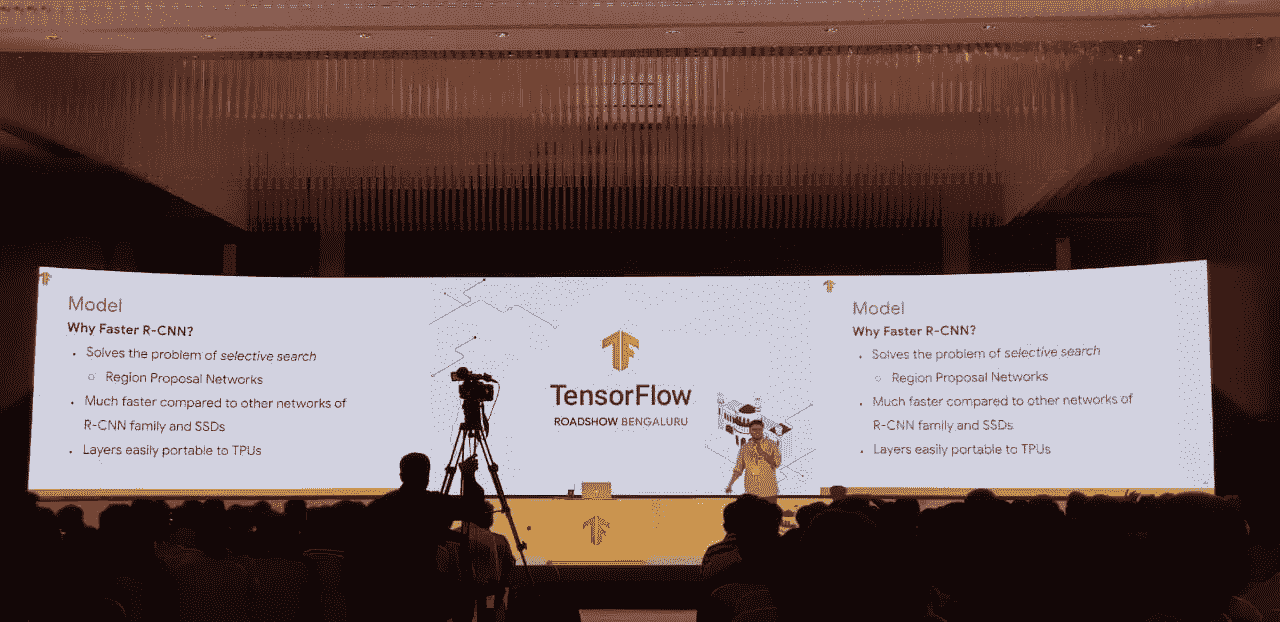 Model
Why Faster R-CNN?
• Solves the problem of selective search
○ Region Proposal Networks
• Much faster compared to other networks of
R-CNN family and SSDs
• Layers easily portable to TPUs
TensorFlow
ROADSHOW BENGALURU
Model
Why Faster R-CNN?
• Solves the problem of selective search
○ Region Proposal Networks
• Much faster compared to other networks of
R-CNN family and SSDs
• Layers easily portable to TPUs